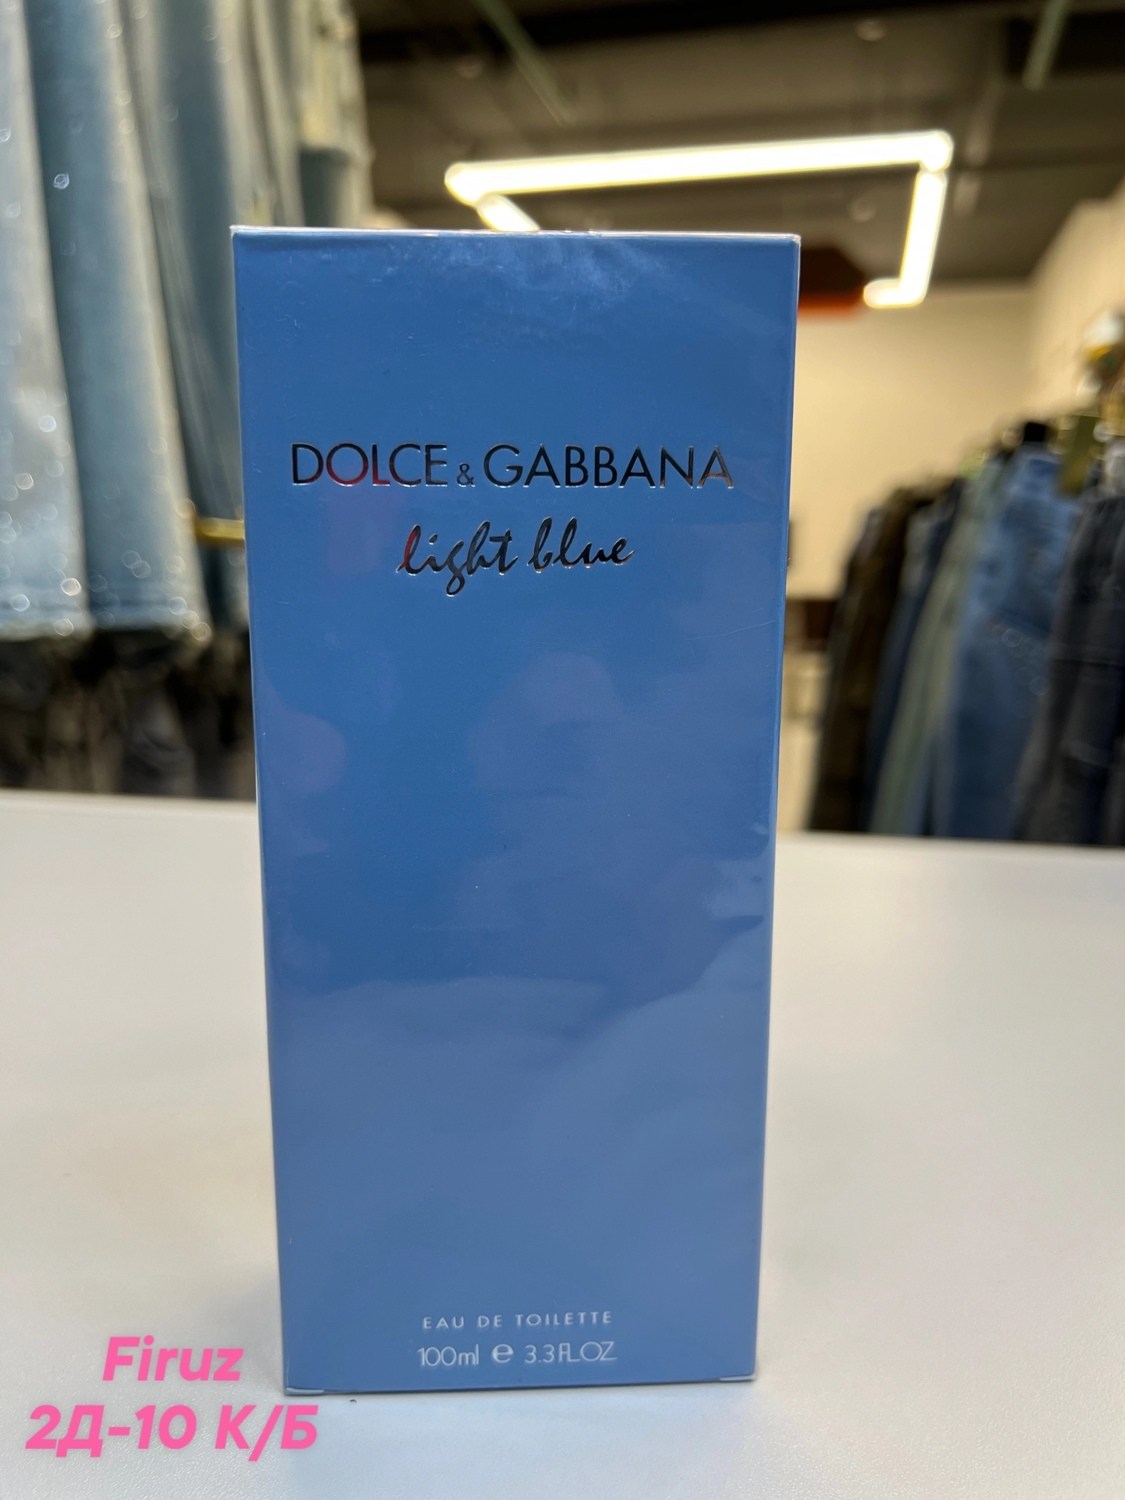 DOLCE & GABBANA
light blue
EAU DE TOILETTE
100ml e 3.3FL.OZ
Firuz
2Д-10 К/Б